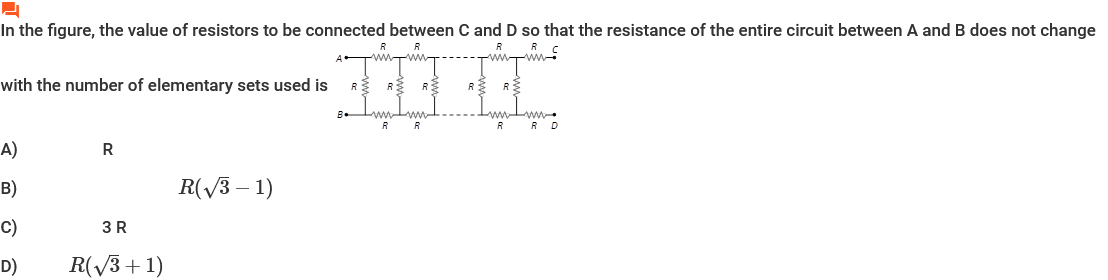 In the figure, the value of resistors to be connected between C and D so that the resistance of the entire circuit between A and B does not change
R R R R C
A
with the number of elementary sets used is R R R R R
B
R R R R D
A) R
B) R(√3 − 1)
C) 3 R
D) R(√3 + 1)